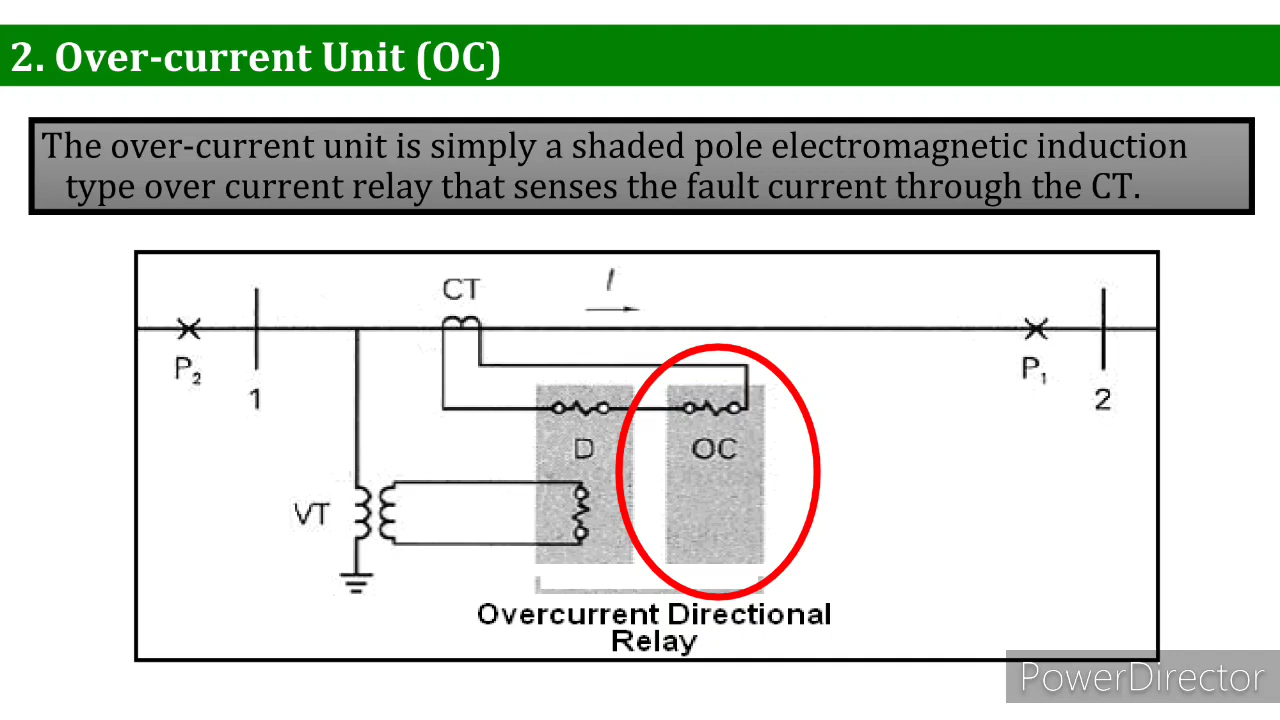 2. Over-current Unit (OC)
The over-current unit is simply a shaded pole electromagnetic induction
type over current relay that senses the fault current through the CT.
CT
I
P₂
P₁
1
2
D
OC
VT
Overcurrent Directional
Relay
PowerDirector